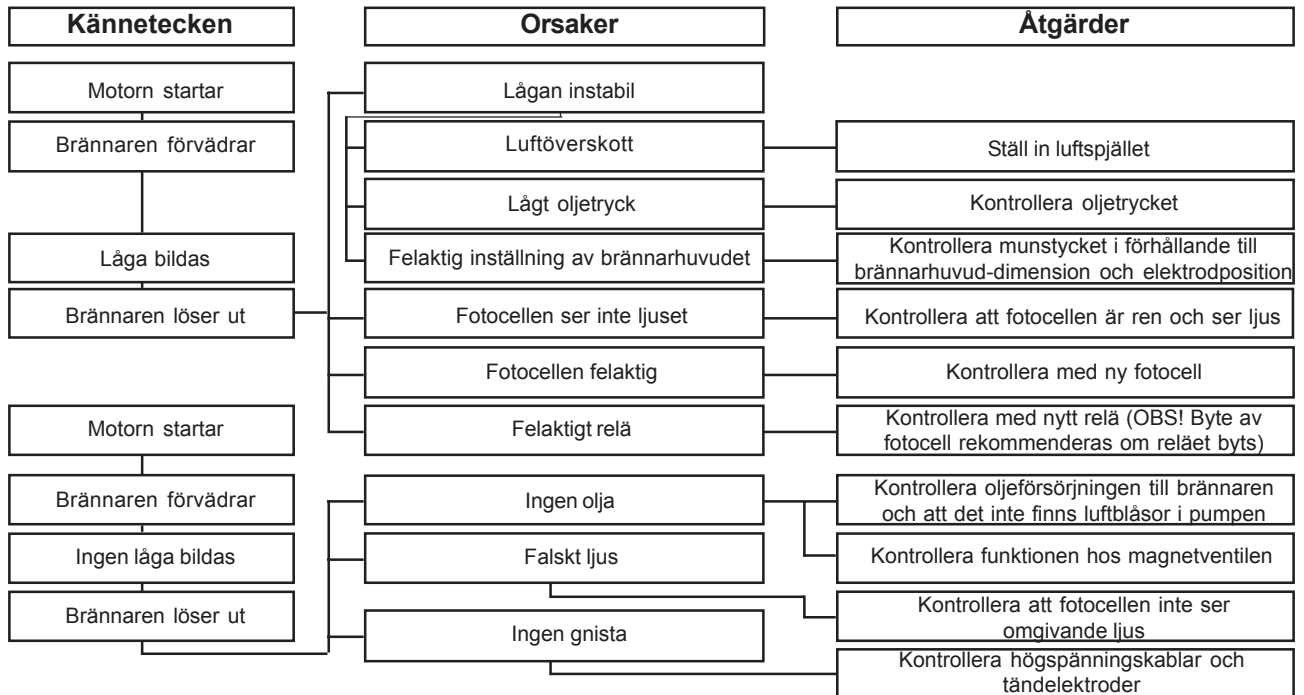 Kännetecken
Orsaker
Åtgärder
Motorn startar
Lågan instabil
Brännaren förvädrar
Luftöverskott
Ställ in luftspjället
Lågt oljetryck
Kontrollera oljetrycket
Låga bildas
Felaktig inställning av brännarhuvudet
Kontrollera munstycket i förhållande till
brännarhuvud-dimension och elektrodposition
Brännaren löser ut
Fotocellen ser inte ljuset
Kontrollera att fotocellen är ren och ser ljus
Fotocellen felaktig
Kontrollera med ny fotocell
Motorn startar
Felaktigt relä
Kontrollera med nytt relä (OBS! Byte av
fotocell rekommenderas om reläet byts)
Brännaren förvädrar
Ingen olja
Kontrollera oljeförsörjningen till brännaren
och att det inte finns luftblåsor i pumpen
Ingen låga bildas
Falskt ljus
Kontrollera funktionen hos magnetventilen
Brännaren löser ut
Ingen gnista
Kontrollera att fotocellen inte ser
omgivande ljus
Kontrollera högspänningskablar och
tändelektroder